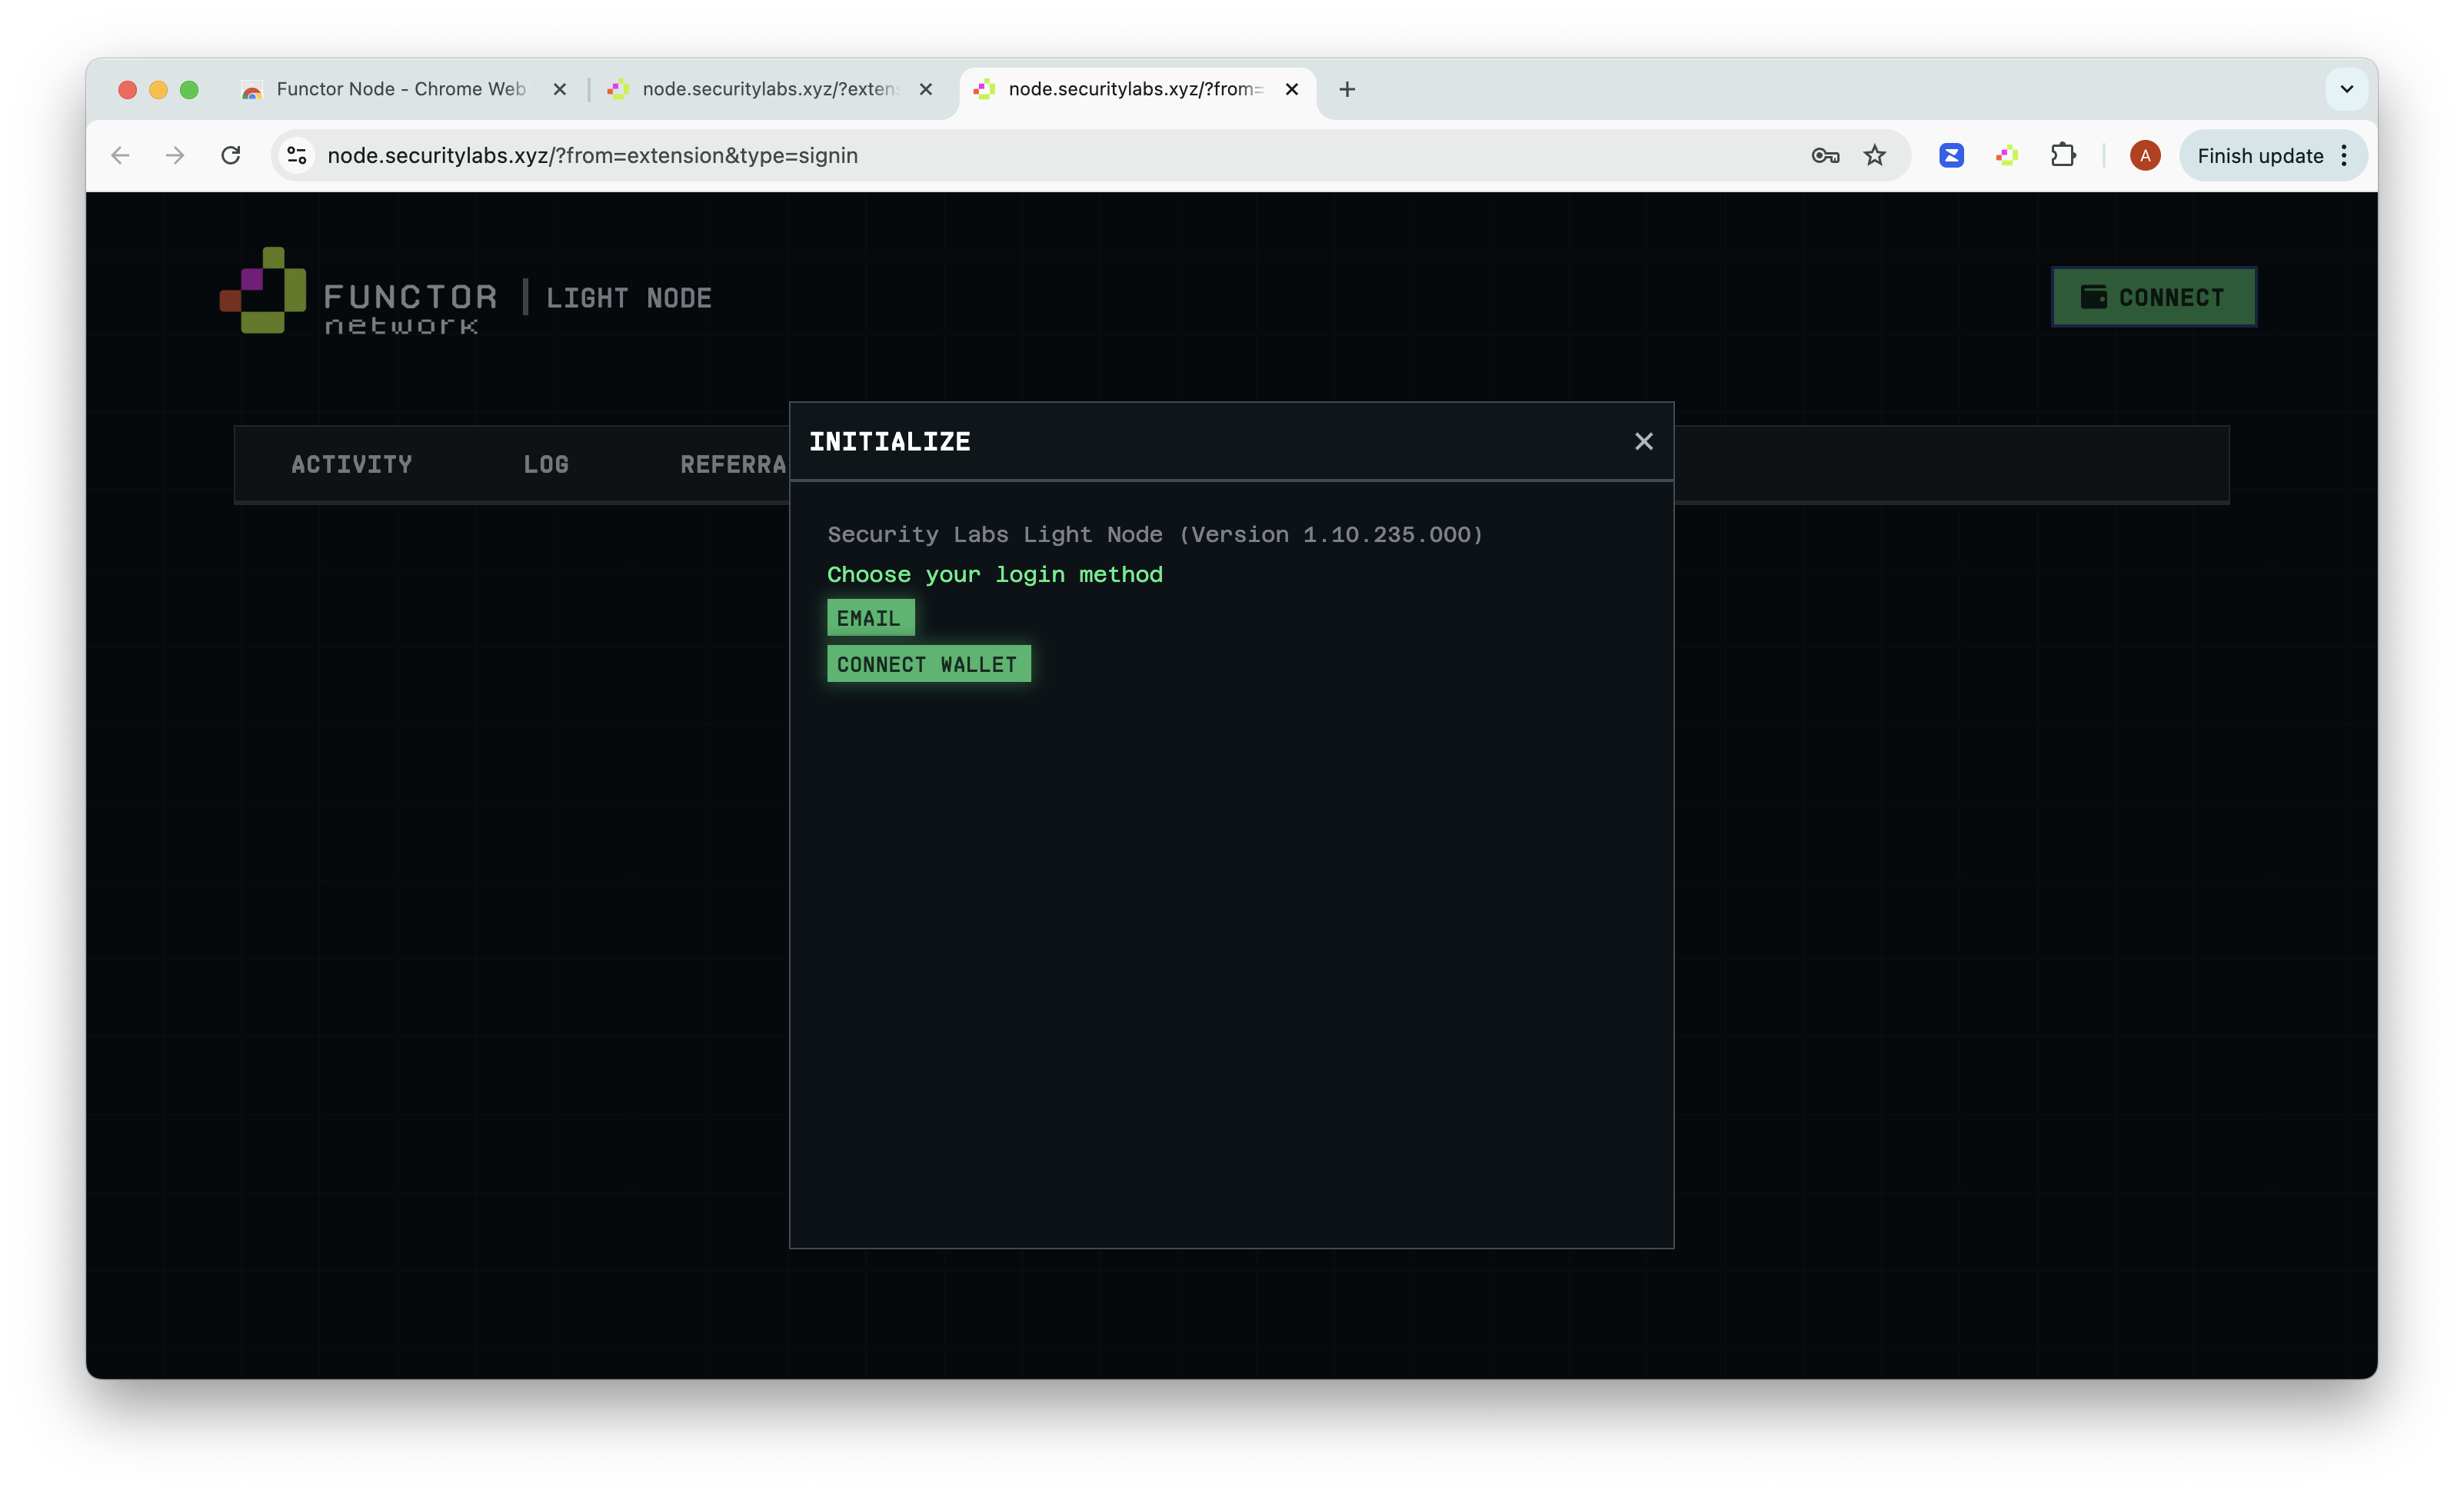 Functor Node - Chrome Web
node.securitylabs.xyz/?exten
node.securitylabs.xyz/?from=
node.securitylabs.xyz/?from=extension&type=signin
A
Finish update
FUNCTOR
network
LIGHT NODE
CONNECT
ACTIVITY
LOG
REFERRA
INITIALIZE
Security Labs Light Node (Version 1.10.235.000)
Choose your login method
EMAIL
CONNECT WALLET